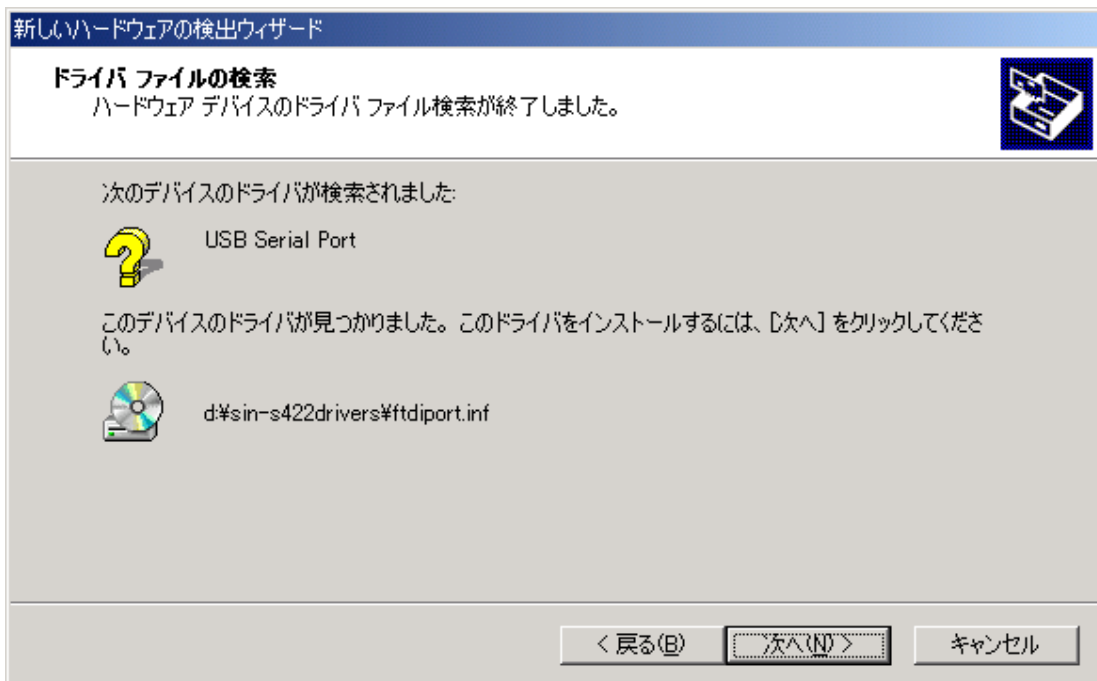 新しいハードウェアの検出ウィザード
ドライバ ファイルの検索
ハードウェア デバイスのドライバ ファイル検索が終了しました。
次のデバイスのドライバが検索されました:
USB Serial Port
このデバイスのドライバが見つかりました。このドライバをインストールするには、[次へ] をクリックしてくださ
い。
d:¥sin-s422drivers¥ftdiport.inf
< 戻る(B)
次へ(N) >
キャンセル